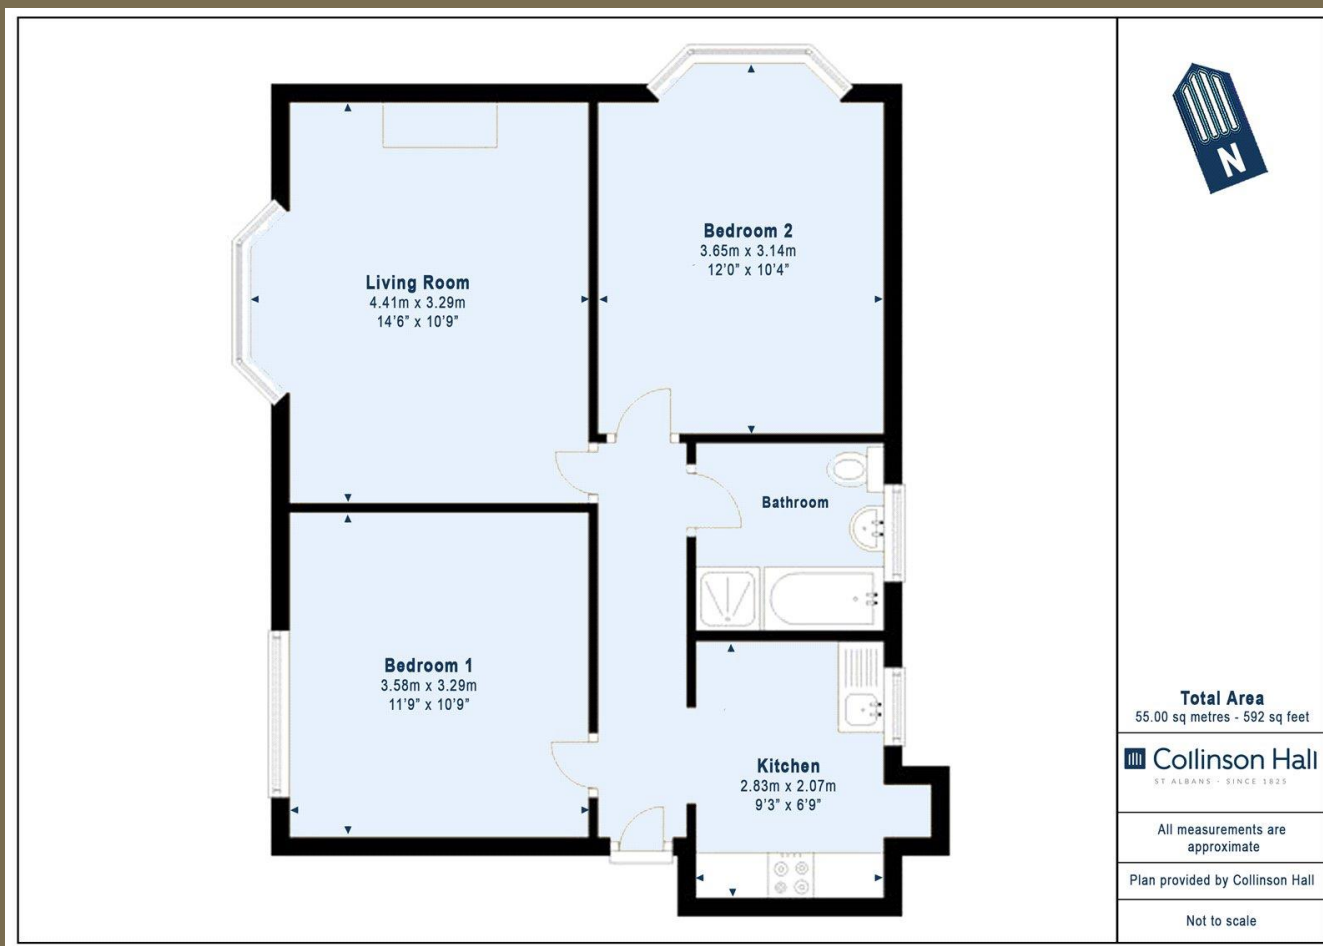 Living Room
4.41m x 3.29m
14'6" x 10'9"
Bedroom 2
3.65m x 3.14m
12'0" x 10'4"
Bathroom
Bedroom 1
3.58m x 3.29m
11'9" x 10'9"
Kitchen
2.83m x 2.07m
9'3" x 6'9"
N
Total Area
55.00 sq metres - 592 sq feet
Collinson Hall
ST ALBANS - SINCE 1825
All measurements are
approximate
Plan provided by Collinson Hall
Not to scale